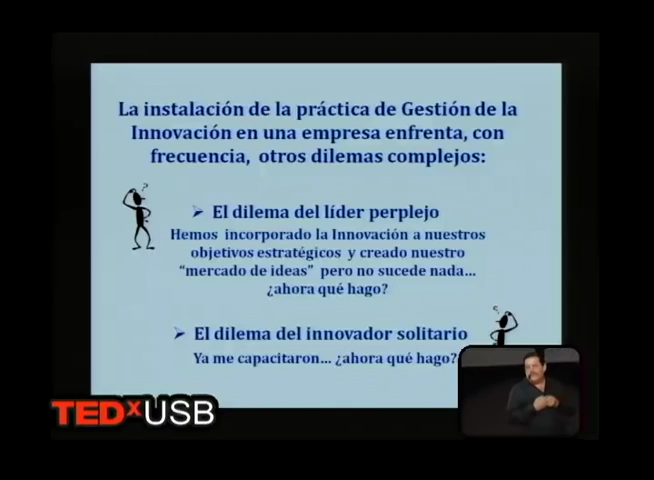 La instalación de la práctica de Gestión de la
Innovación en una empresa enfrenta, con
frecuencia, otros dilemas complejos:
?
➢ El dilema del líder perplejo
Hemos incorporado la Innovación a nuestros
objetivos estratégicos y creado nuestro
“mercado de ideas” pero no sucede nada...
¿ahora qué hago?
?
➢ El dilema del innovador solitario
Ya me capacitaron... ¿ahora qué hago?
TEDxUSB